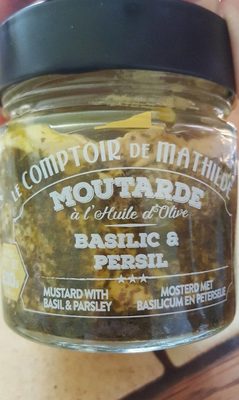 LE COMPTOIR DE MATHILDE
MOUTARDE
à l'Huile d'Olive
BASILIC &
PERSIL
MUSTARD WITH
BASIL & PARSLEY
MOSTERD MET
BASILICUM EN PETERSELIE